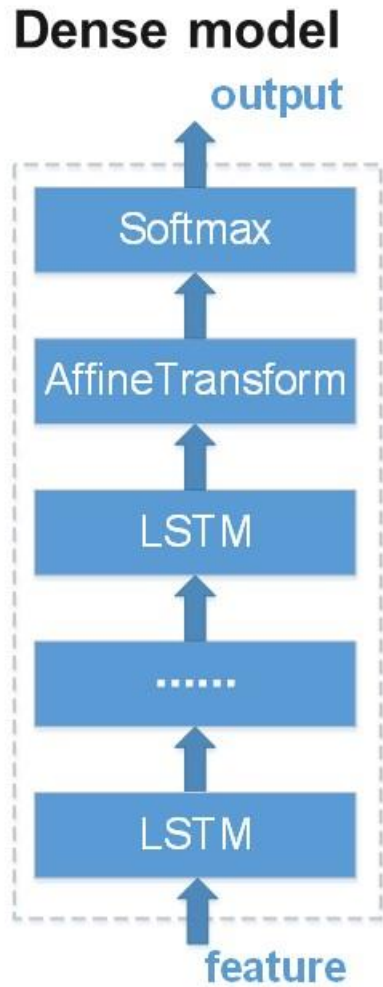 Dense model
output
Softmax
AffineTransform
LSTM
......
LSTM
feature